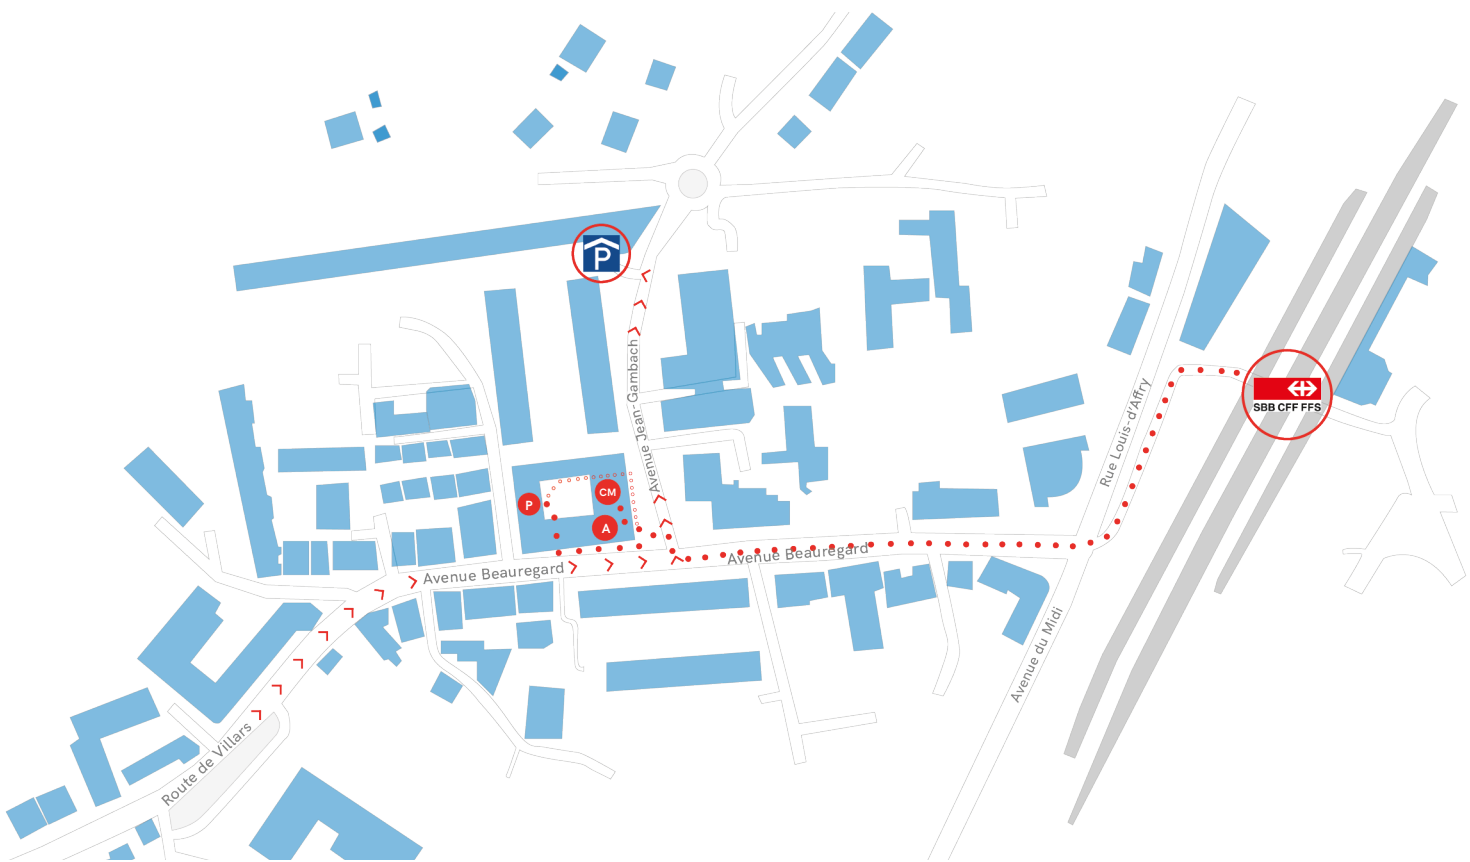 P
Avenue Jean-Gambach
Rue Louis-d'Affry
SBB CFF FFS
P
CM
A
Avenue Beauregard
Avenue Beauregard
Avenue du Midi
Route de Villars